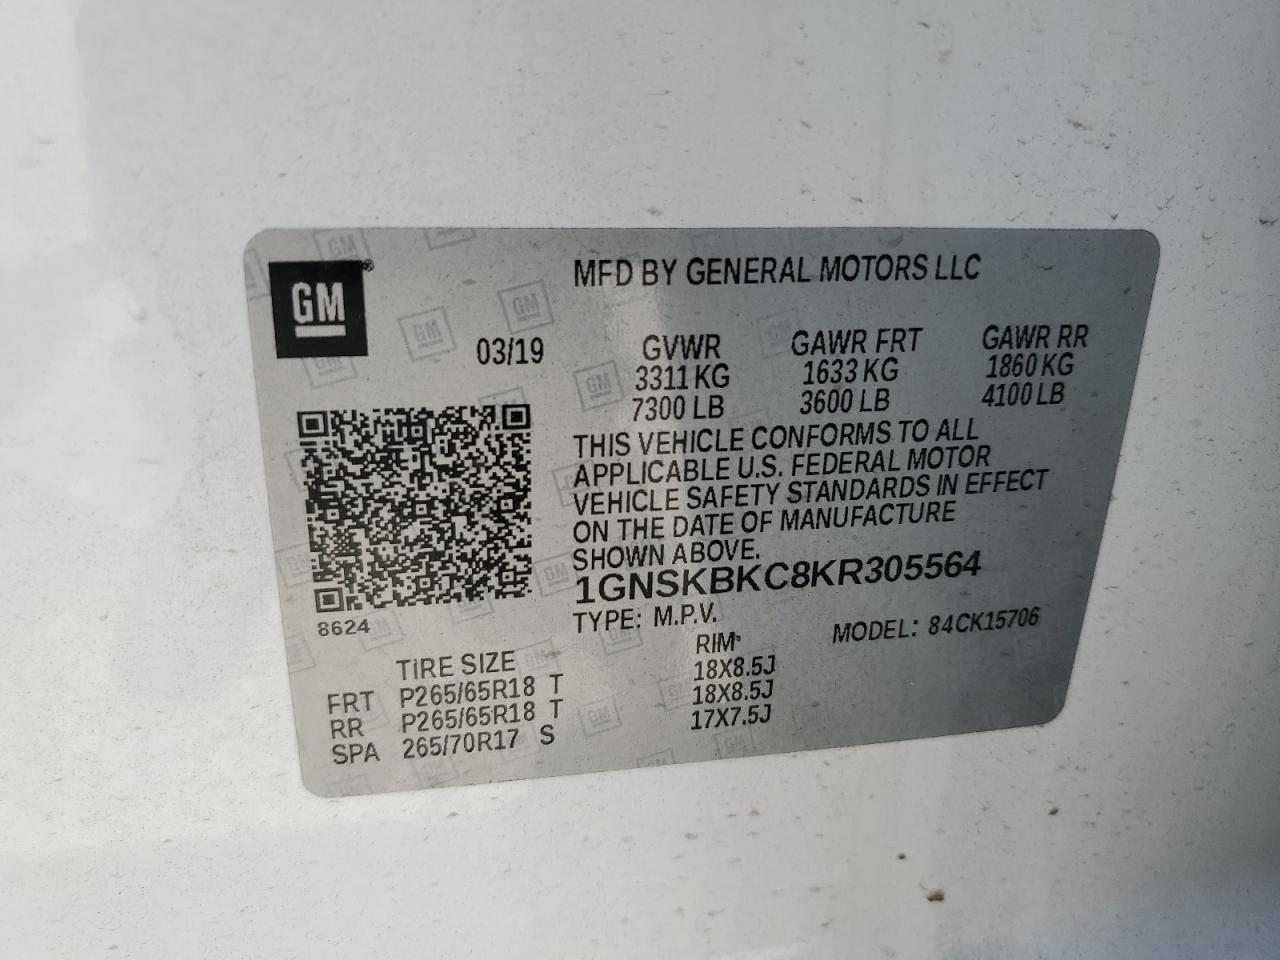 GM
MFD BY GENERAL MOTORS LLC
03/19
GVWR GAWR FRT GAWR RR
3311 KG 1633 KG 1860 KG
7300 LB 3600 LB 4100 LB
THIS VEHICLE CONFORMS TO ALL
APPLICABLE U.S. FEDERAL MOTOR
VEHICLE SAFETY STANDARDS IN EFFECT
ON THE DATE OF MANUFACTURE
SHOWN ABOVE.
1GNSKBKC8KR305564
TYPE: M.P.V. MODEL: 84CK15706
8624
TIRE SIZE RIM
FRT P265/65R18 T 18X8.5J
RR P265/65R18 T 18X8.5J
SPA 265/70R17 S 17X7.5J